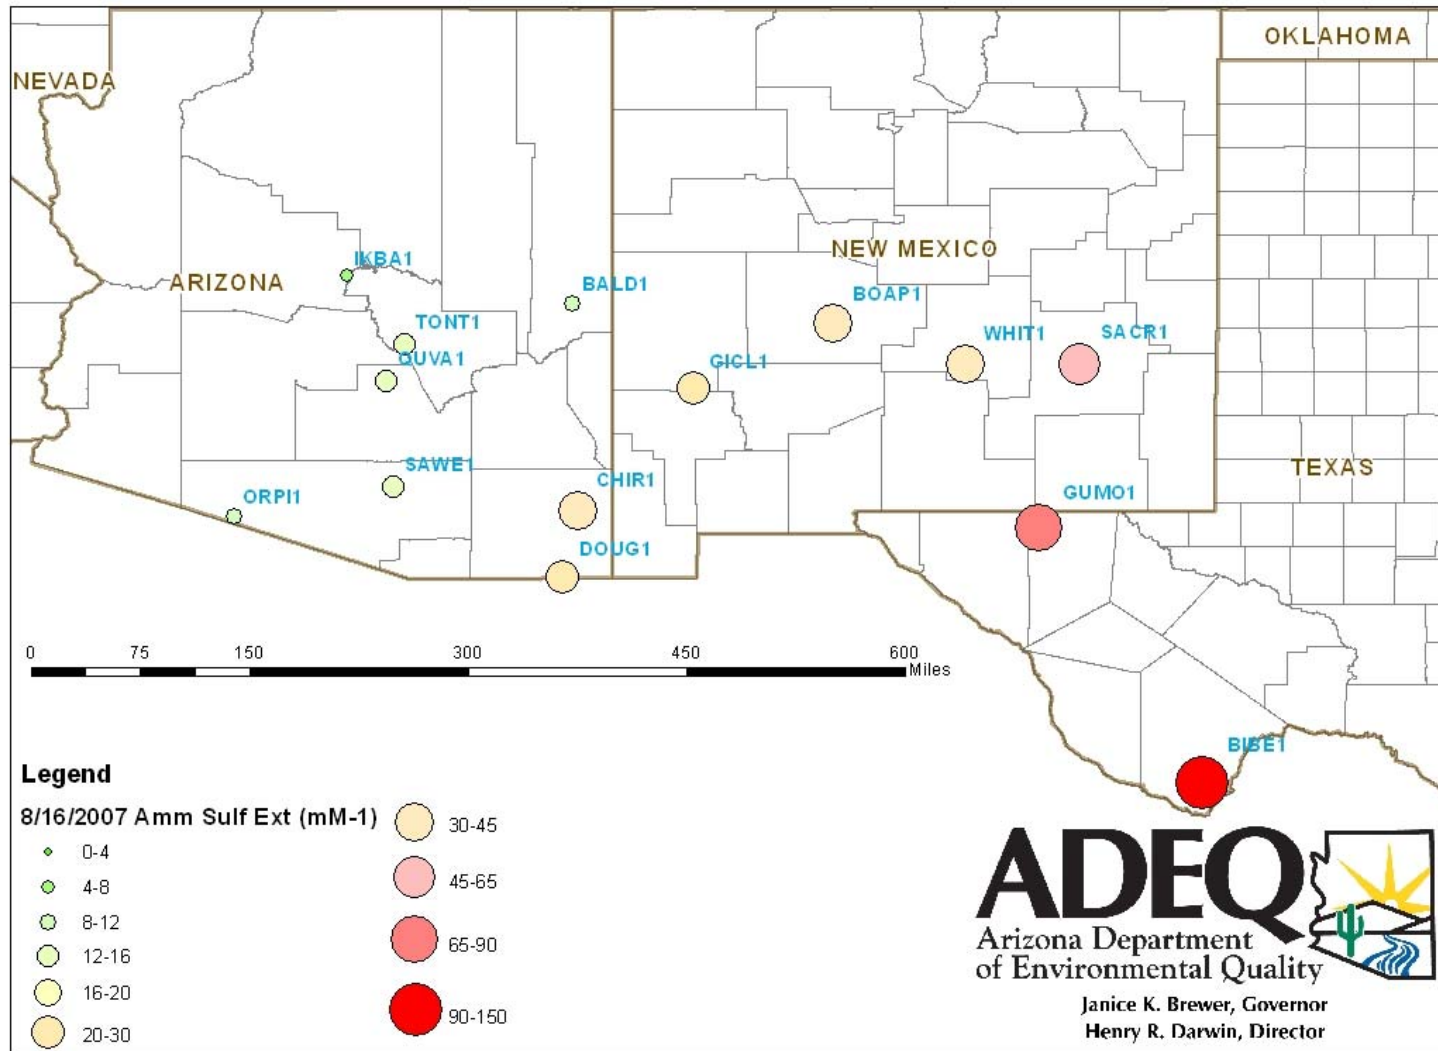 OKLAHOMA
NEVADA
NEW MEXICO
IKBA1
ARIZONA
BALD1
BOAP1
TONT1
WHIT1
SACR1
QUVA1
GICL1
SAWE1
TEXAS
CHIR1
ORPI1
GUMO1
DOUG1
0 75 150 300 450 600
Miles
BIBE1
Legend
8/16/2007 Amm Sulf Ext (mM-1)
0-4
4-8
8-12
12-16
16-20
20-30
30-45
45-65
65-90
90-150
ADEQ
Arizona Department
of Environmental Quality
Janice K. Brewer, Governor
Henry R. Darwin, Director